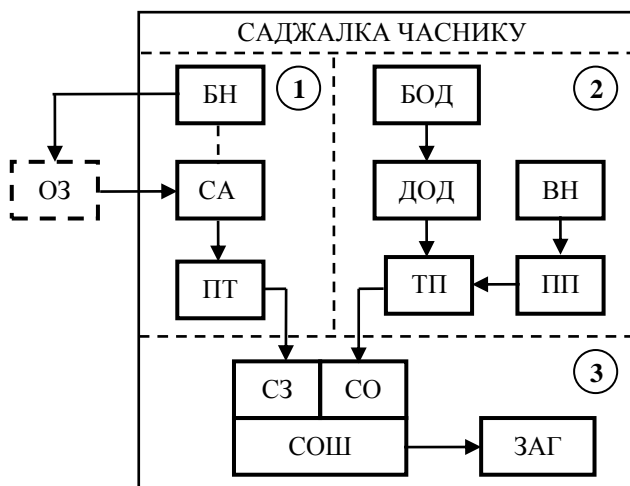 САДЖАЛКА ЧАСНИКУ
БН
1
БОД
2
ОЗ
СА
ДОД
ВН
ПТ
ТП
ПП
3
СЗ
СО
СОШ
ЗАГ